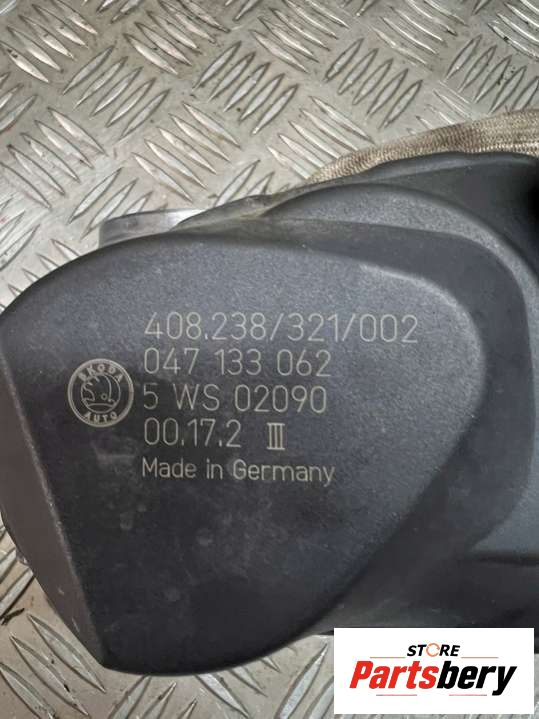 408.238/321/002
047 133 062
5 WS 02090
00.17.2 III
Made in Germany
ŠKODA
AUTO
STORE
Partsbery